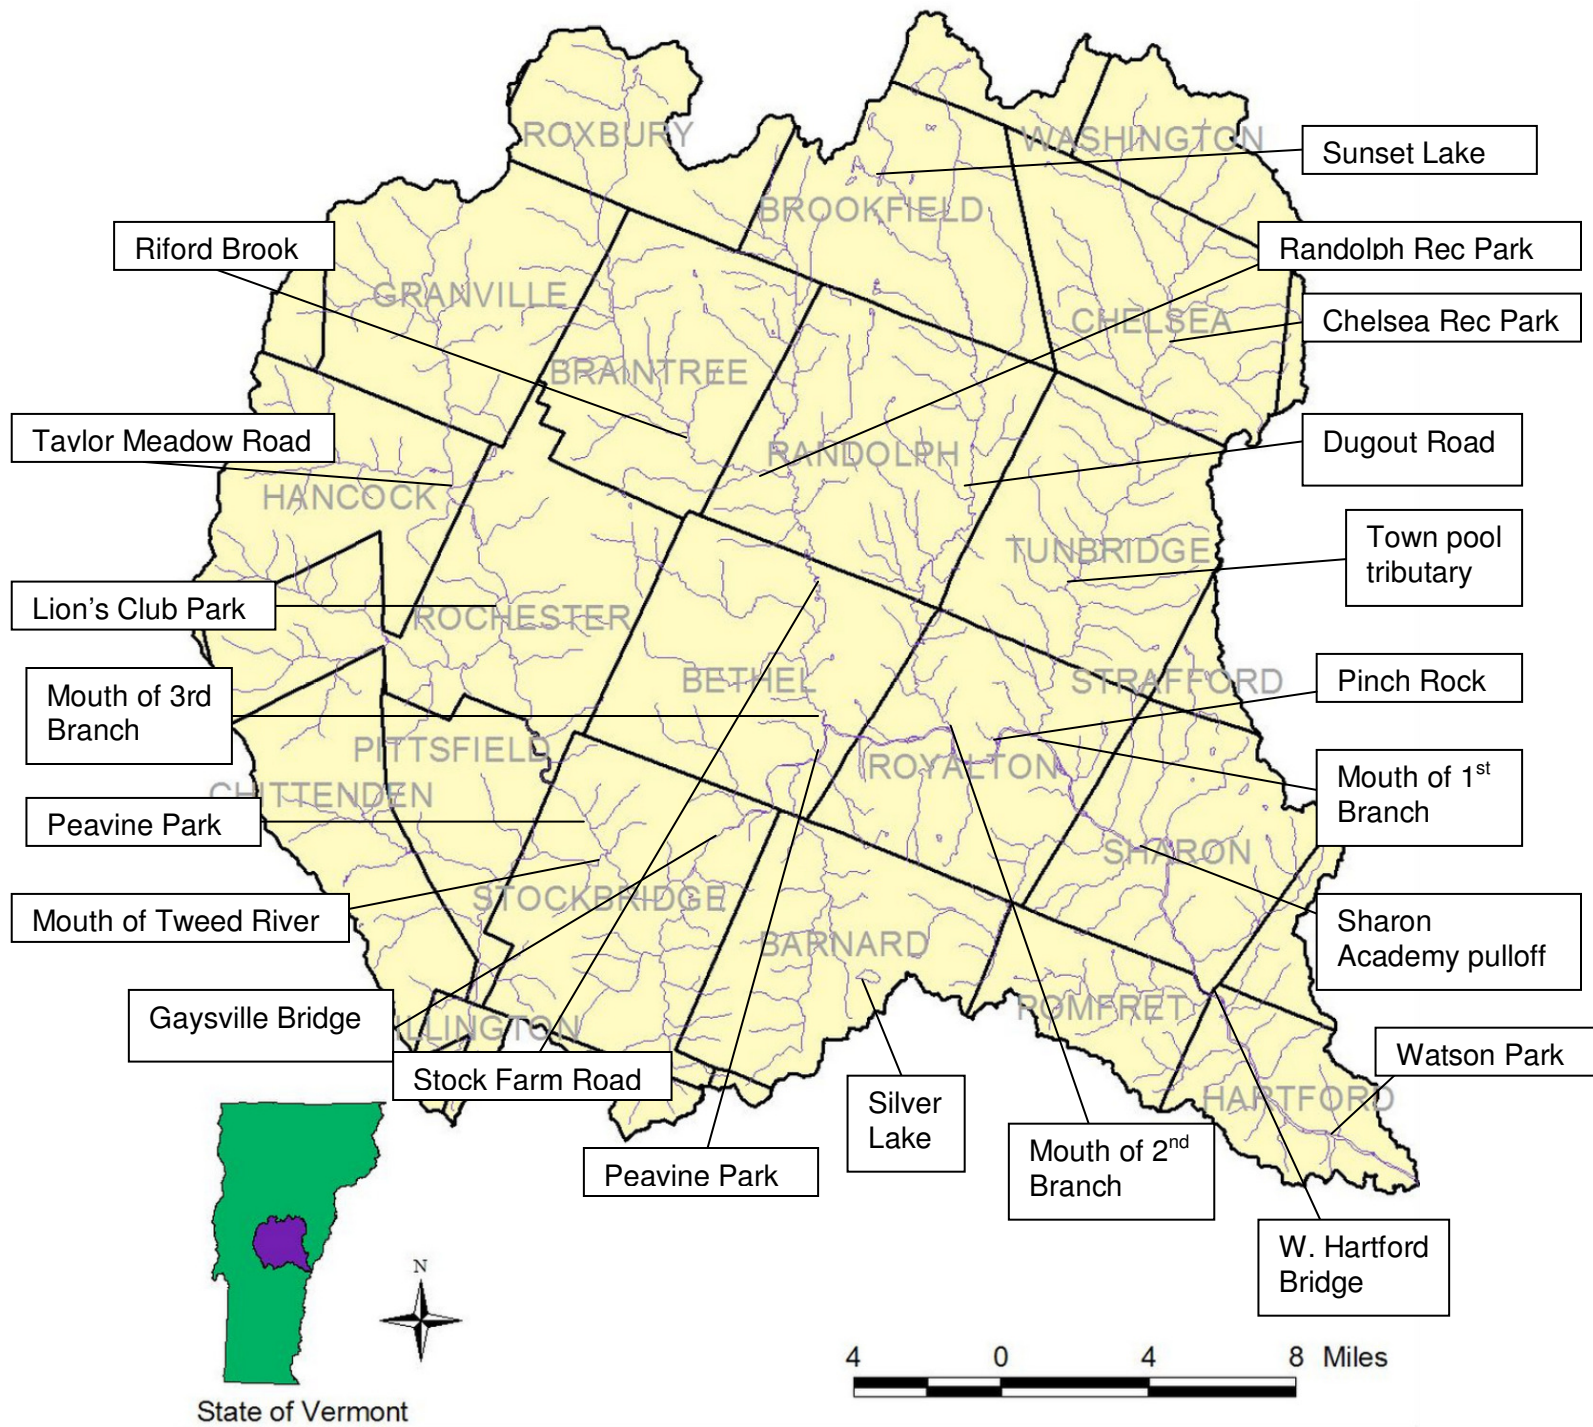 ROXBURY
WASHINGTON
Sunset Lake
BROOKFIELD
Riford Brook
Randolph Rec Park
GRANVILLE
CHELSEA
Chelsea Rec Park
BRAINTREE
Taylor Meadow Road
RANDOLPH
Dugout Road
HANCOCK
TUNBRIDGE
Town pool
tributary
Lion's Club Park
ROCHESTER
BETHEL
STRAFFORD
Pinch Rock
Mouth of 3rd
Branch
PITTSFIELD
ROYALTON
Mouth of 1st
Branch
CHITTENDEN
Peavine Park
SHARON
STOCKBRIDGE
Mouth of Tweed River
BARNARD
Sharon
Academy pulloff
Gaysville Bridge
ILLINGTON
POMFRET
Stock Farm Road
Watson Park
Silver
Lake
HARTFORD
Peavine Park
Mouth of 2nd
Branch
W. Hartford
Bridge
N
4 0 4 8 Miles
State of Vermont